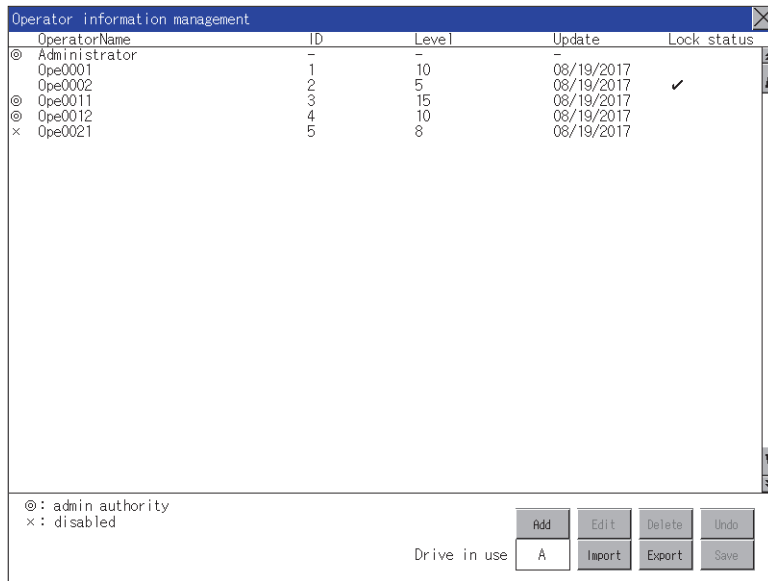 Operator information management
OperatorName ID Level Update Lock status
◎ Administrator － － －
Ope0001 1 10 08/19/2017
Ope0002 2 5 08/19/2017 ✓
◎ Ope0011 3 15 08/19/2017
◎ Ope0012 4 10 08/19/2017
× Ope0021 5 8 08/19/2017
◎: admin authority
×: disabled
Add Edit Delete Undo
Drive in use A Import Export Save